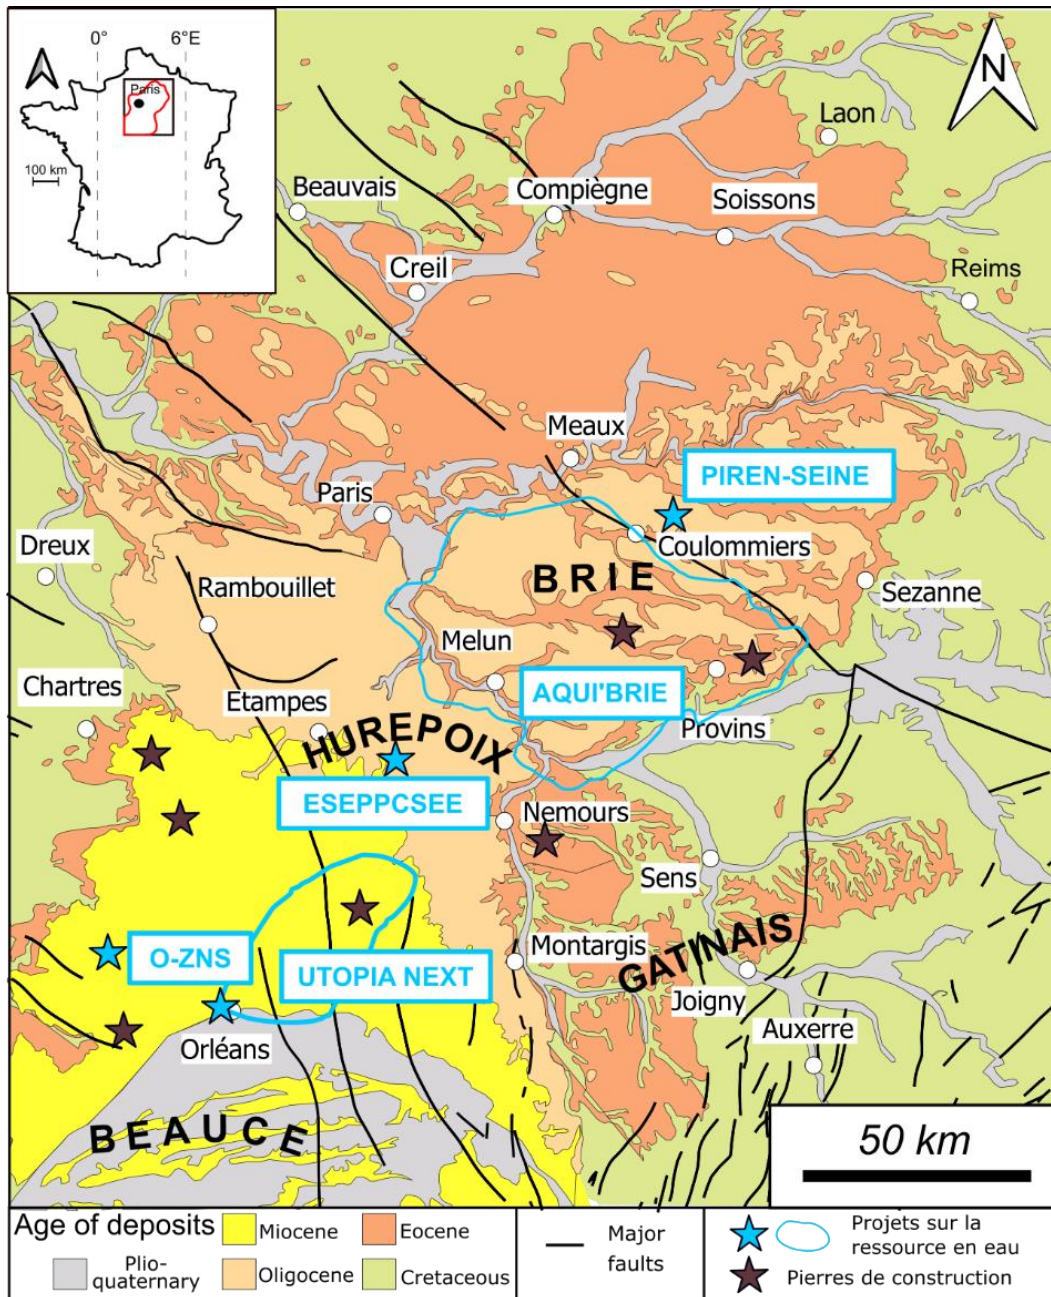 0°
6°E
Paris
100 km
N
Laon
Beauvais
Compiègne
Soissons
Creil
Reims
Meaux
PIREN-SEINE
Paris
Dreux
Coulommiers
BRIE
Rambouillet
Sezanne
Melun
Chartres
AQUI'BRIE
Etampes
Provins
HUREPOIX
ESEPPCSEE
Nemours
Sens
O-ZNS
UTOPIA NEXT
Montargis
GATINAIS
Joigny
Orléans
Auxerre
BEAUCE
50 km
Age of deposits
Miocene
Eocene
Plio-
quaternary
Oligocene
Cretaceous
Major
faults
Projets sur la
ressource en eau
Pierres de construction